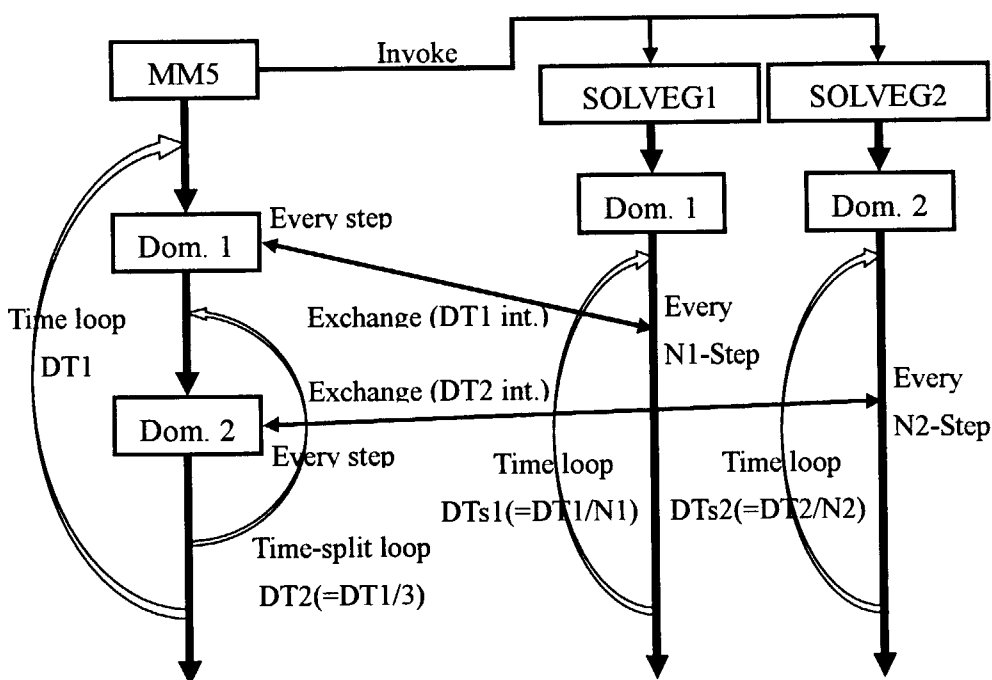 Invoke
MM5
SOLVEG1
SOLVEG2
Dom. 1
Dom. 2
Every step
Dom. 1
Time loop
DT1
Exchange (DT1 int.)
Every
N1-Step
Exchange (DT2 int.)
Every
N2-Step
Dom. 2
Every step
Time loop
DTs1(=DT1/N1)
Time loop
DTs2(=DT2/N2)
Time-split loop
DT2(=DT1/3)